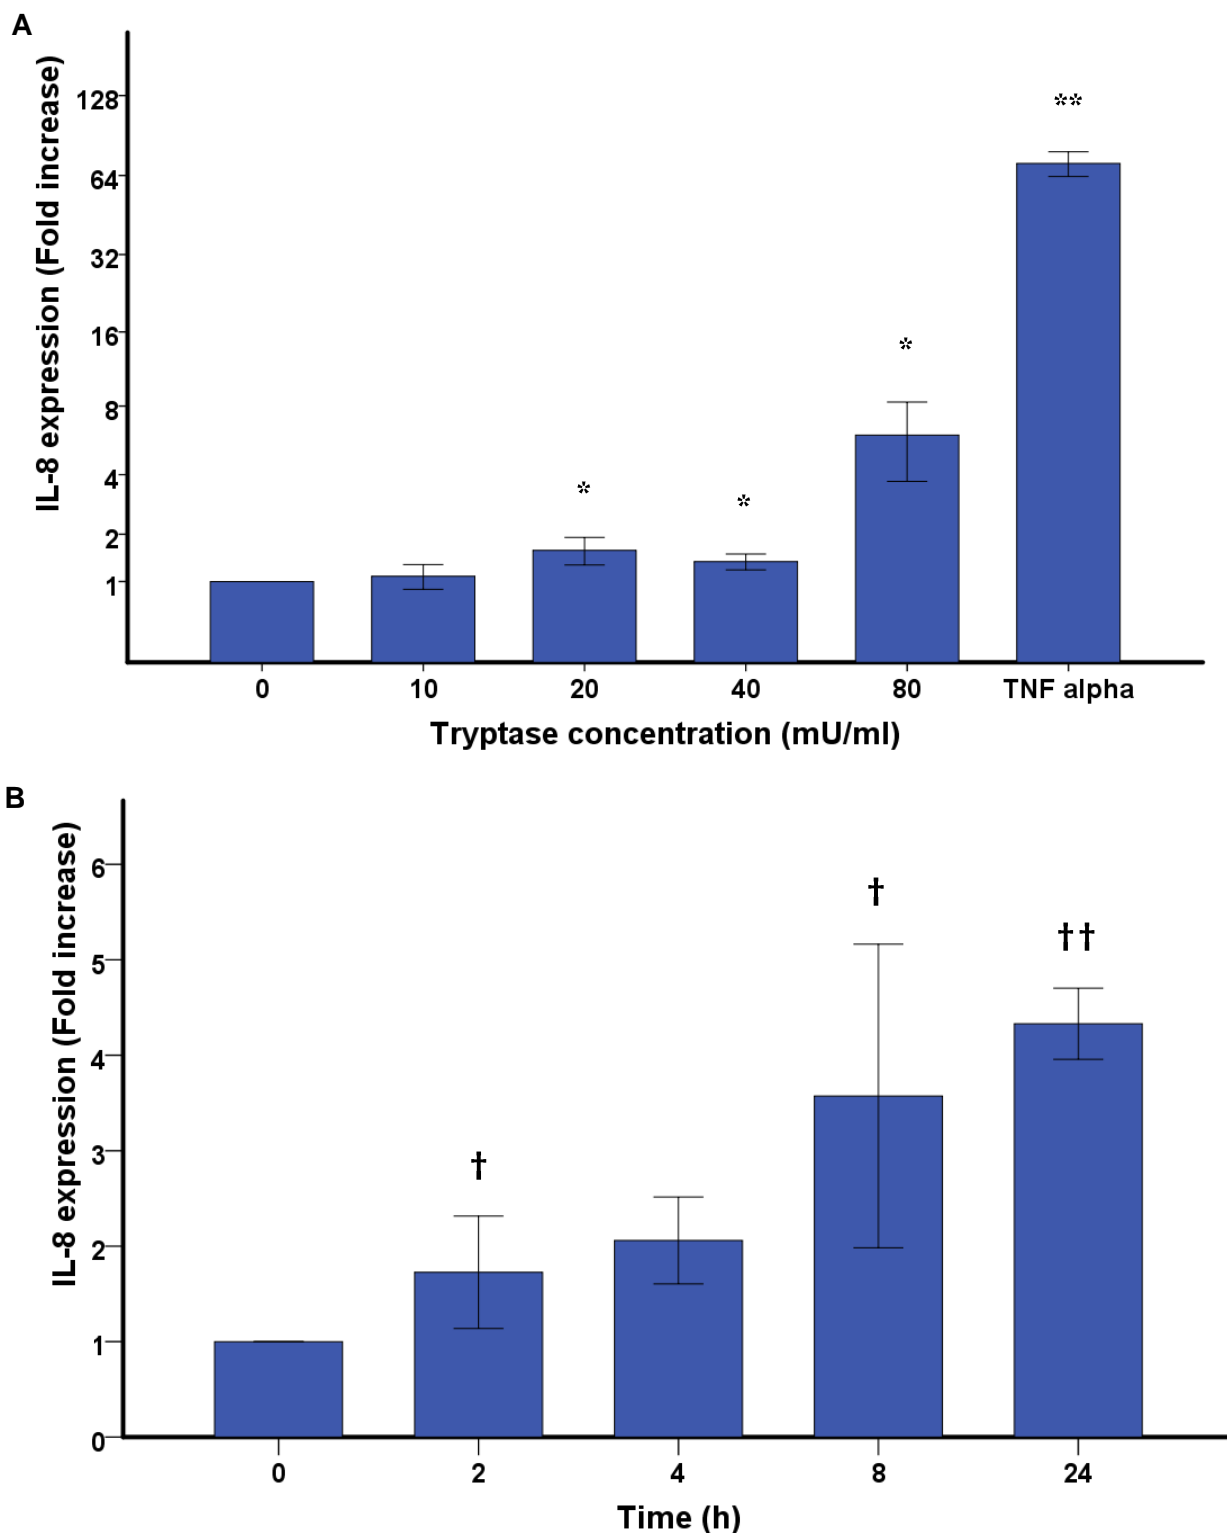 A
IL-8 expression (Fold increase)
128
64
32
16
8
4
2
1
**
*
*
*
0 10 20 40 80 TNF alpha
Tryptase concentration (mU/ml)
B
IL-8 expression (Fold increase)
6
5
4
3
2
1
0
†
††
†
0 2 4 8 24
Time (h)